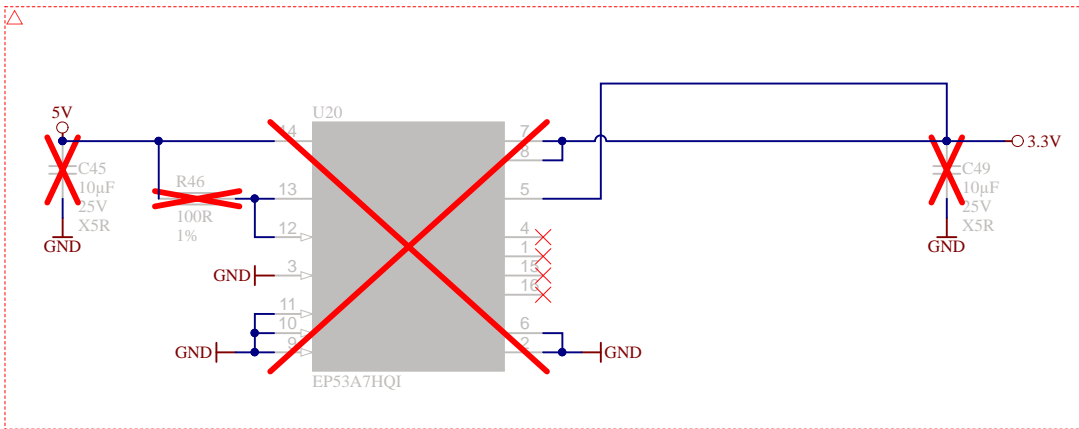 5V
C45
10µF
25V
X5R
GND
R46
100R
1%
U20
14
13
12
3
11
10
9
7
8
5
4
1
15
16
6
2
GND
GND
GND
EP53A7HQI
3.3V
C49
10µF
25V
X5R
GND